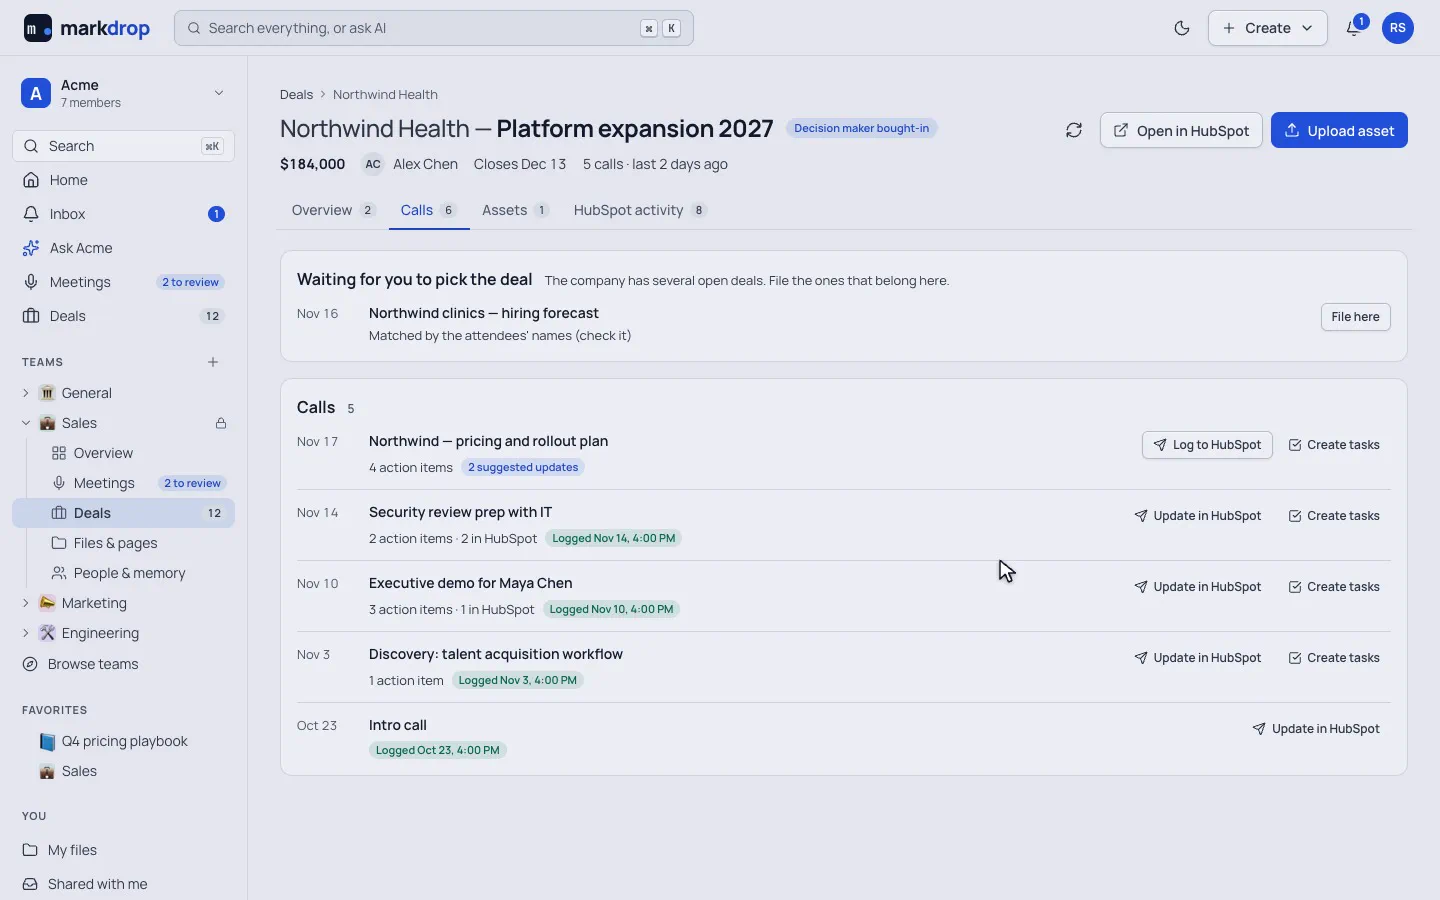 m. markdrop
Search everything, or ask AI
⌘ K
Create
1
RS
A
Acme
7 members
Search
⌘K
Home
Inbox 1
Ask Acme
Meetings 2 to review
Deals 12
TEAMS
General
Sales
Overview
Meetings 2 to review
Deals 12
Files & pages
People & memory
Marketing
Engineering
Browse teams
FAVORITES
Q4 pricing playbook
Sales
YOU
My files
Shared with me
Deals › Northwind Health
Northwind Health — Platform expansion 2027 Decision maker bought-in
Open in HubSpot
Upload asset
$184,000 AC Alex Chen Closes Dec 13 5 calls · last 2 days ago
Overview 2 Calls 6 Assets 1 HubSpot activity 8
Waiting for you to pick the deal The company has several open deals. File the ones that belong here.
Nov 16 Northwind clinics — hiring forecast File here
Matched by the attendees' names (check it)
Calls 5
Nov 17 Northwind — pricing and rollout plan Log to HubSpot Create tasks
4 action items 2 suggested updates
Nov 14 Security review prep with IT Update in HubSpot Create tasks
2 action items · 2 in HubSpot Logged Nov 14, 4:00 PM
Nov 10 Executive demo for Maya Chen Update in HubSpot Create tasks
3 action items · 1 in HubSpot Logged Nov 10, 4:00 PM
Nov 3 Discovery: talent acquisition workflow Update in HubSpot Create tasks
1 action item Logged Nov 3, 4:00 PM
Oct 23 Intro call Update in HubSpot
Logged Oct 23, 4:00 PM